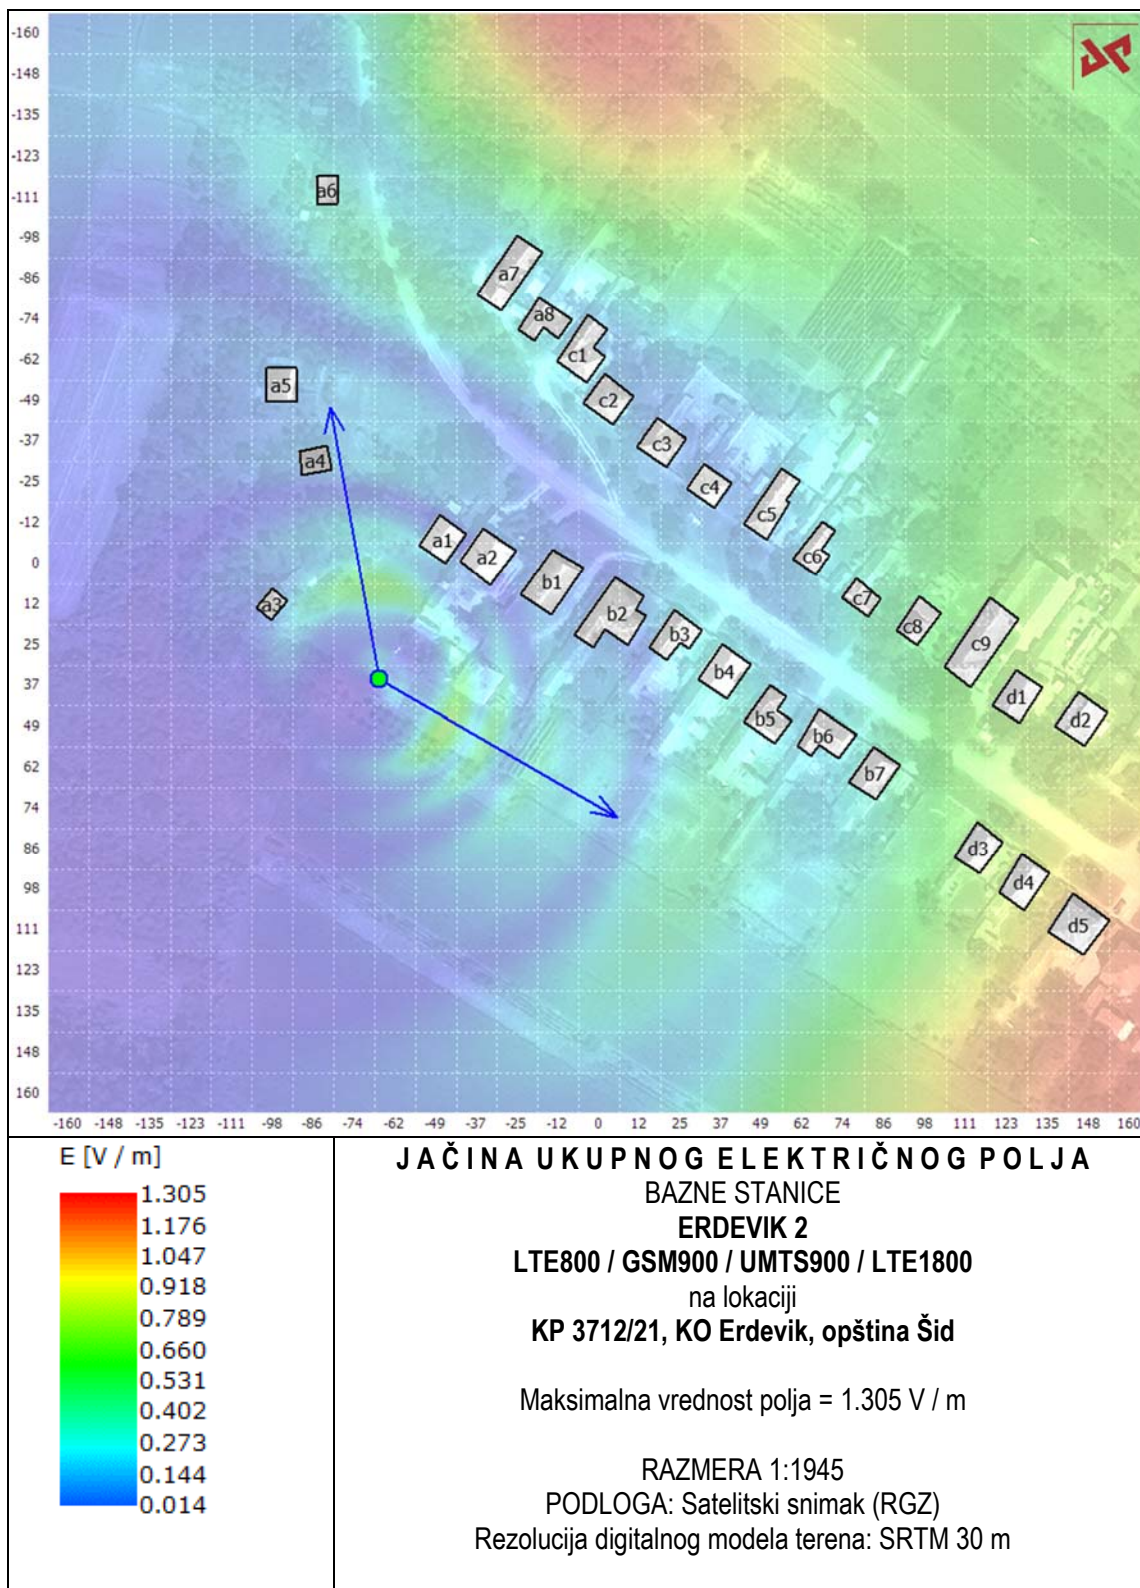 -160
-148
-135
-123
-111
-98
-86
-74
-62
-49
-37
-25
-12
0
12
25
37
49
62
74
86
98
111
123
135
148
160
a6
a7
a8
c1
a5
c2
c3
a4
c4
c5
a1
a2
c6
b1
c7
a3
b2
c8
b3
c9
b4
d1
b5
d2
b6
b7
d3
d4
d5
-160 -148 -135 -123 -111 -98 -86 -74 -62 -49 -37 -25 -12 0 12 25 37 49 62 74 86 98 111 123 135 148 160
E [V / m]
1.305
1.176
1.047
0.918
0.789
0.660
0.531
0.402
0.273
0.144
0.014
JAČINA UKUPNOG ELEKTRIČNOG POLJA
BAZNE STANICE
ERDEVIK 2
LTE800 / GSM900 / UMTS900 / LTE1800
na lokaciji
KP 3712/21, KO Erdevik, opština Šid
Maksimalna vrednost polja = 1.305 V / m
RAZMERA 1:1945
PODLOGA: Satelitski snimak (RGZ)
Rezolucija digitalnog modela terena: SRTM 30 m